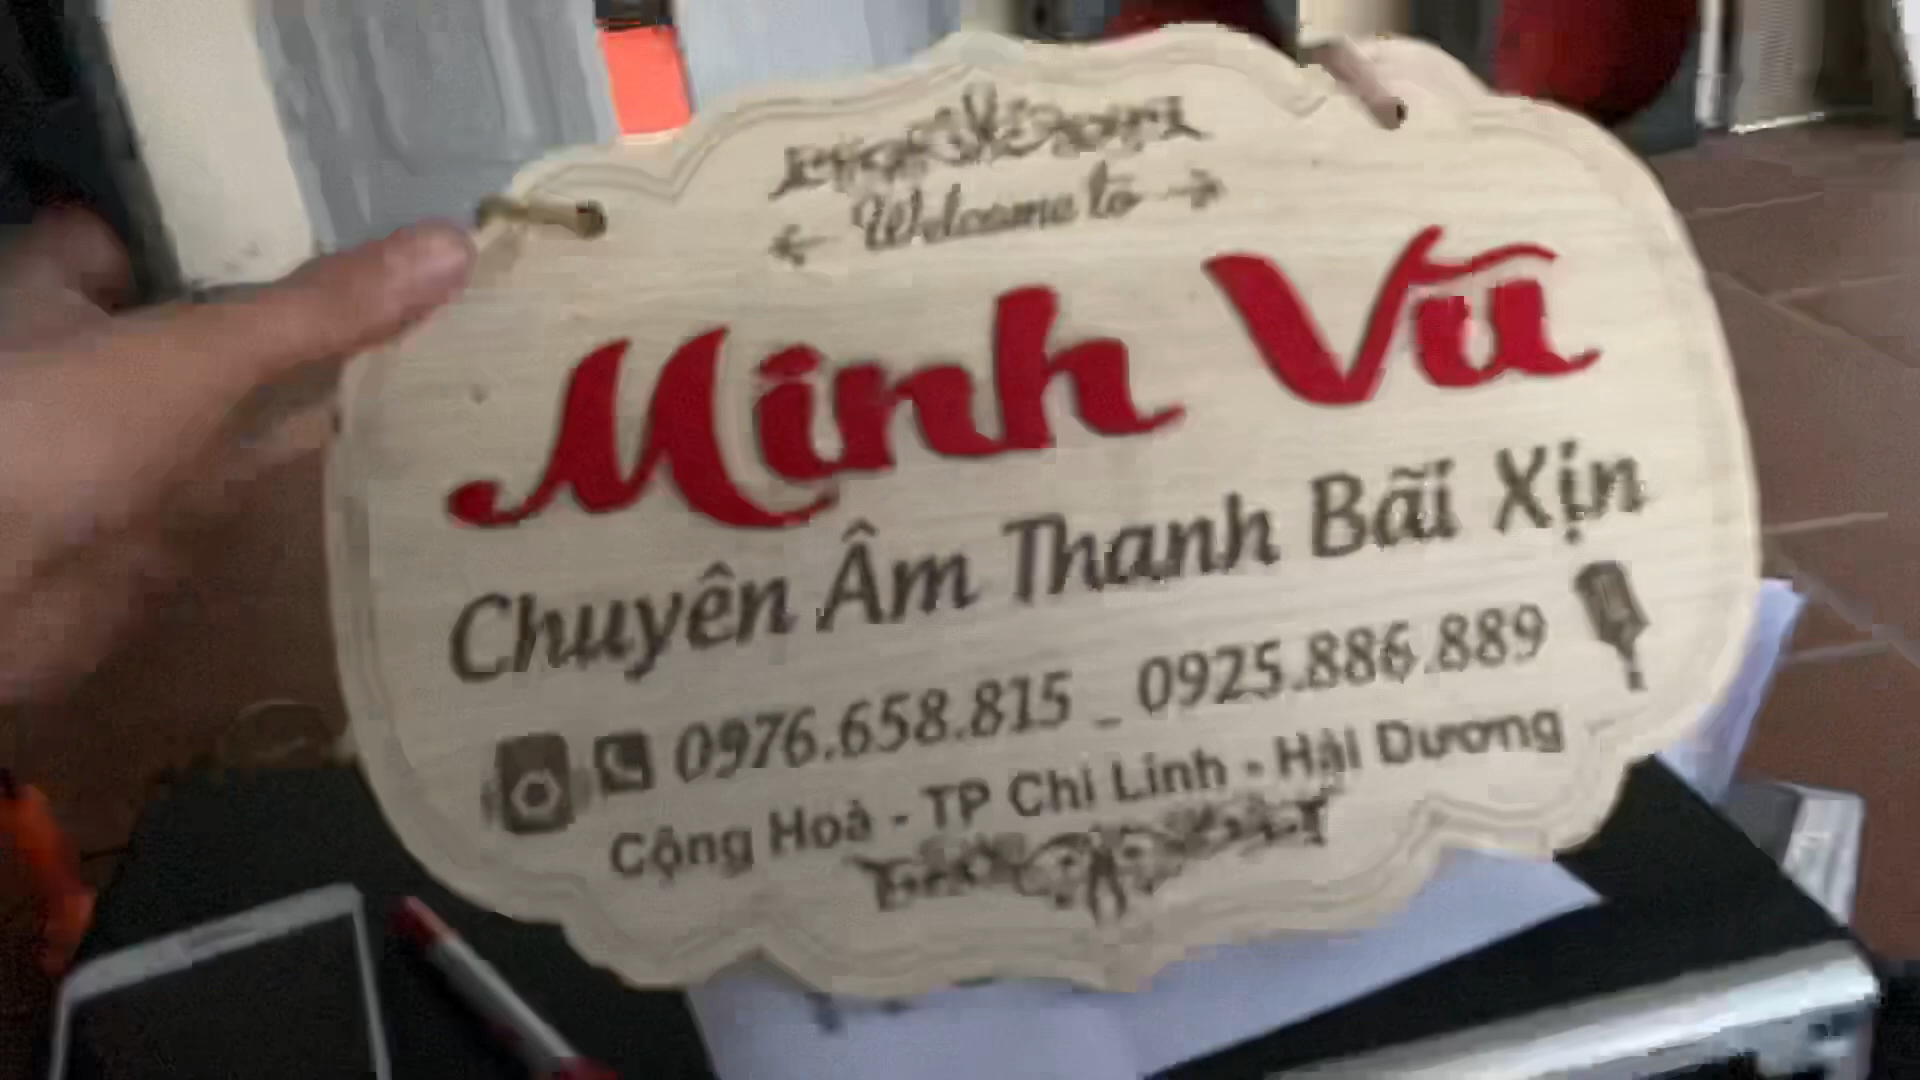 Welcome to
Minh Vũ
Chuyên Âm Thanh Bãi Xịn
0976.658.815 _ 0925.886.889
Cộng Hoà - TP Chi Linh - Hải Dương